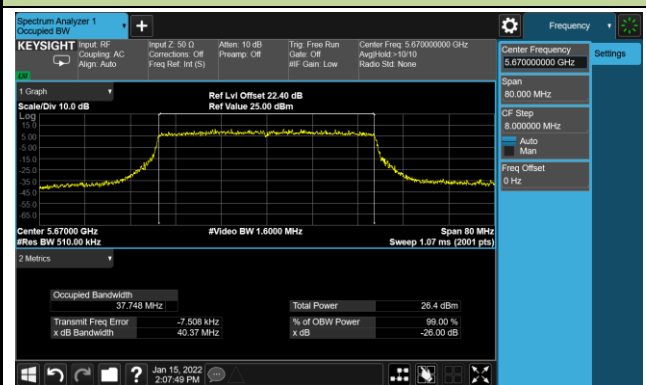 Spectrum Analyzer 1
Occupied BW
+
Frequency
KEYSIGHT
Input: RF
Coupling: AC
Align: Auto
Input Z: 50 Ω
Corrections: Off
Freq Ref: Int (S)
Atten: 10 dB
Preamp: Off
Trig: Free Run
Gate: Off
#IF Gain: Low
Center Freq: 5.670000000 GHz
Avg|Hold:>10/10
Radio Std: None
Center Frequency
5.670000000 GHz
Settings
Span
80.000 MHz
CF Step
8.000000 MHz
Auto
Man
Freq Offset
0 Hz
1 Graph
Scale/Div 10.0 dB
Ref Lvl Offset 22.40 dB
Ref Value 25.00 dBm
Log
15.0
5.00
-5.00
-15.0
-25.0
-35.0
-45.0
-55.0
-65.0
Center 5.67000 GHz
#Video BW 1.6000 MHz
Span 80 MHz
#Res BW 510.00 kHz
Sweep 1.07 ms (2001 pts)
2 Metrics
Occupied Bandwidth
37.748 MHz
Total Power 26.4 dBm
Transmit Freq Error -7.508 kHz
% of OBW Power 99.00 %
x dB Bandwidth 40.37 MHz
x dB -26.00 dB
?
Jan 15, 2022
2:07:49 PM